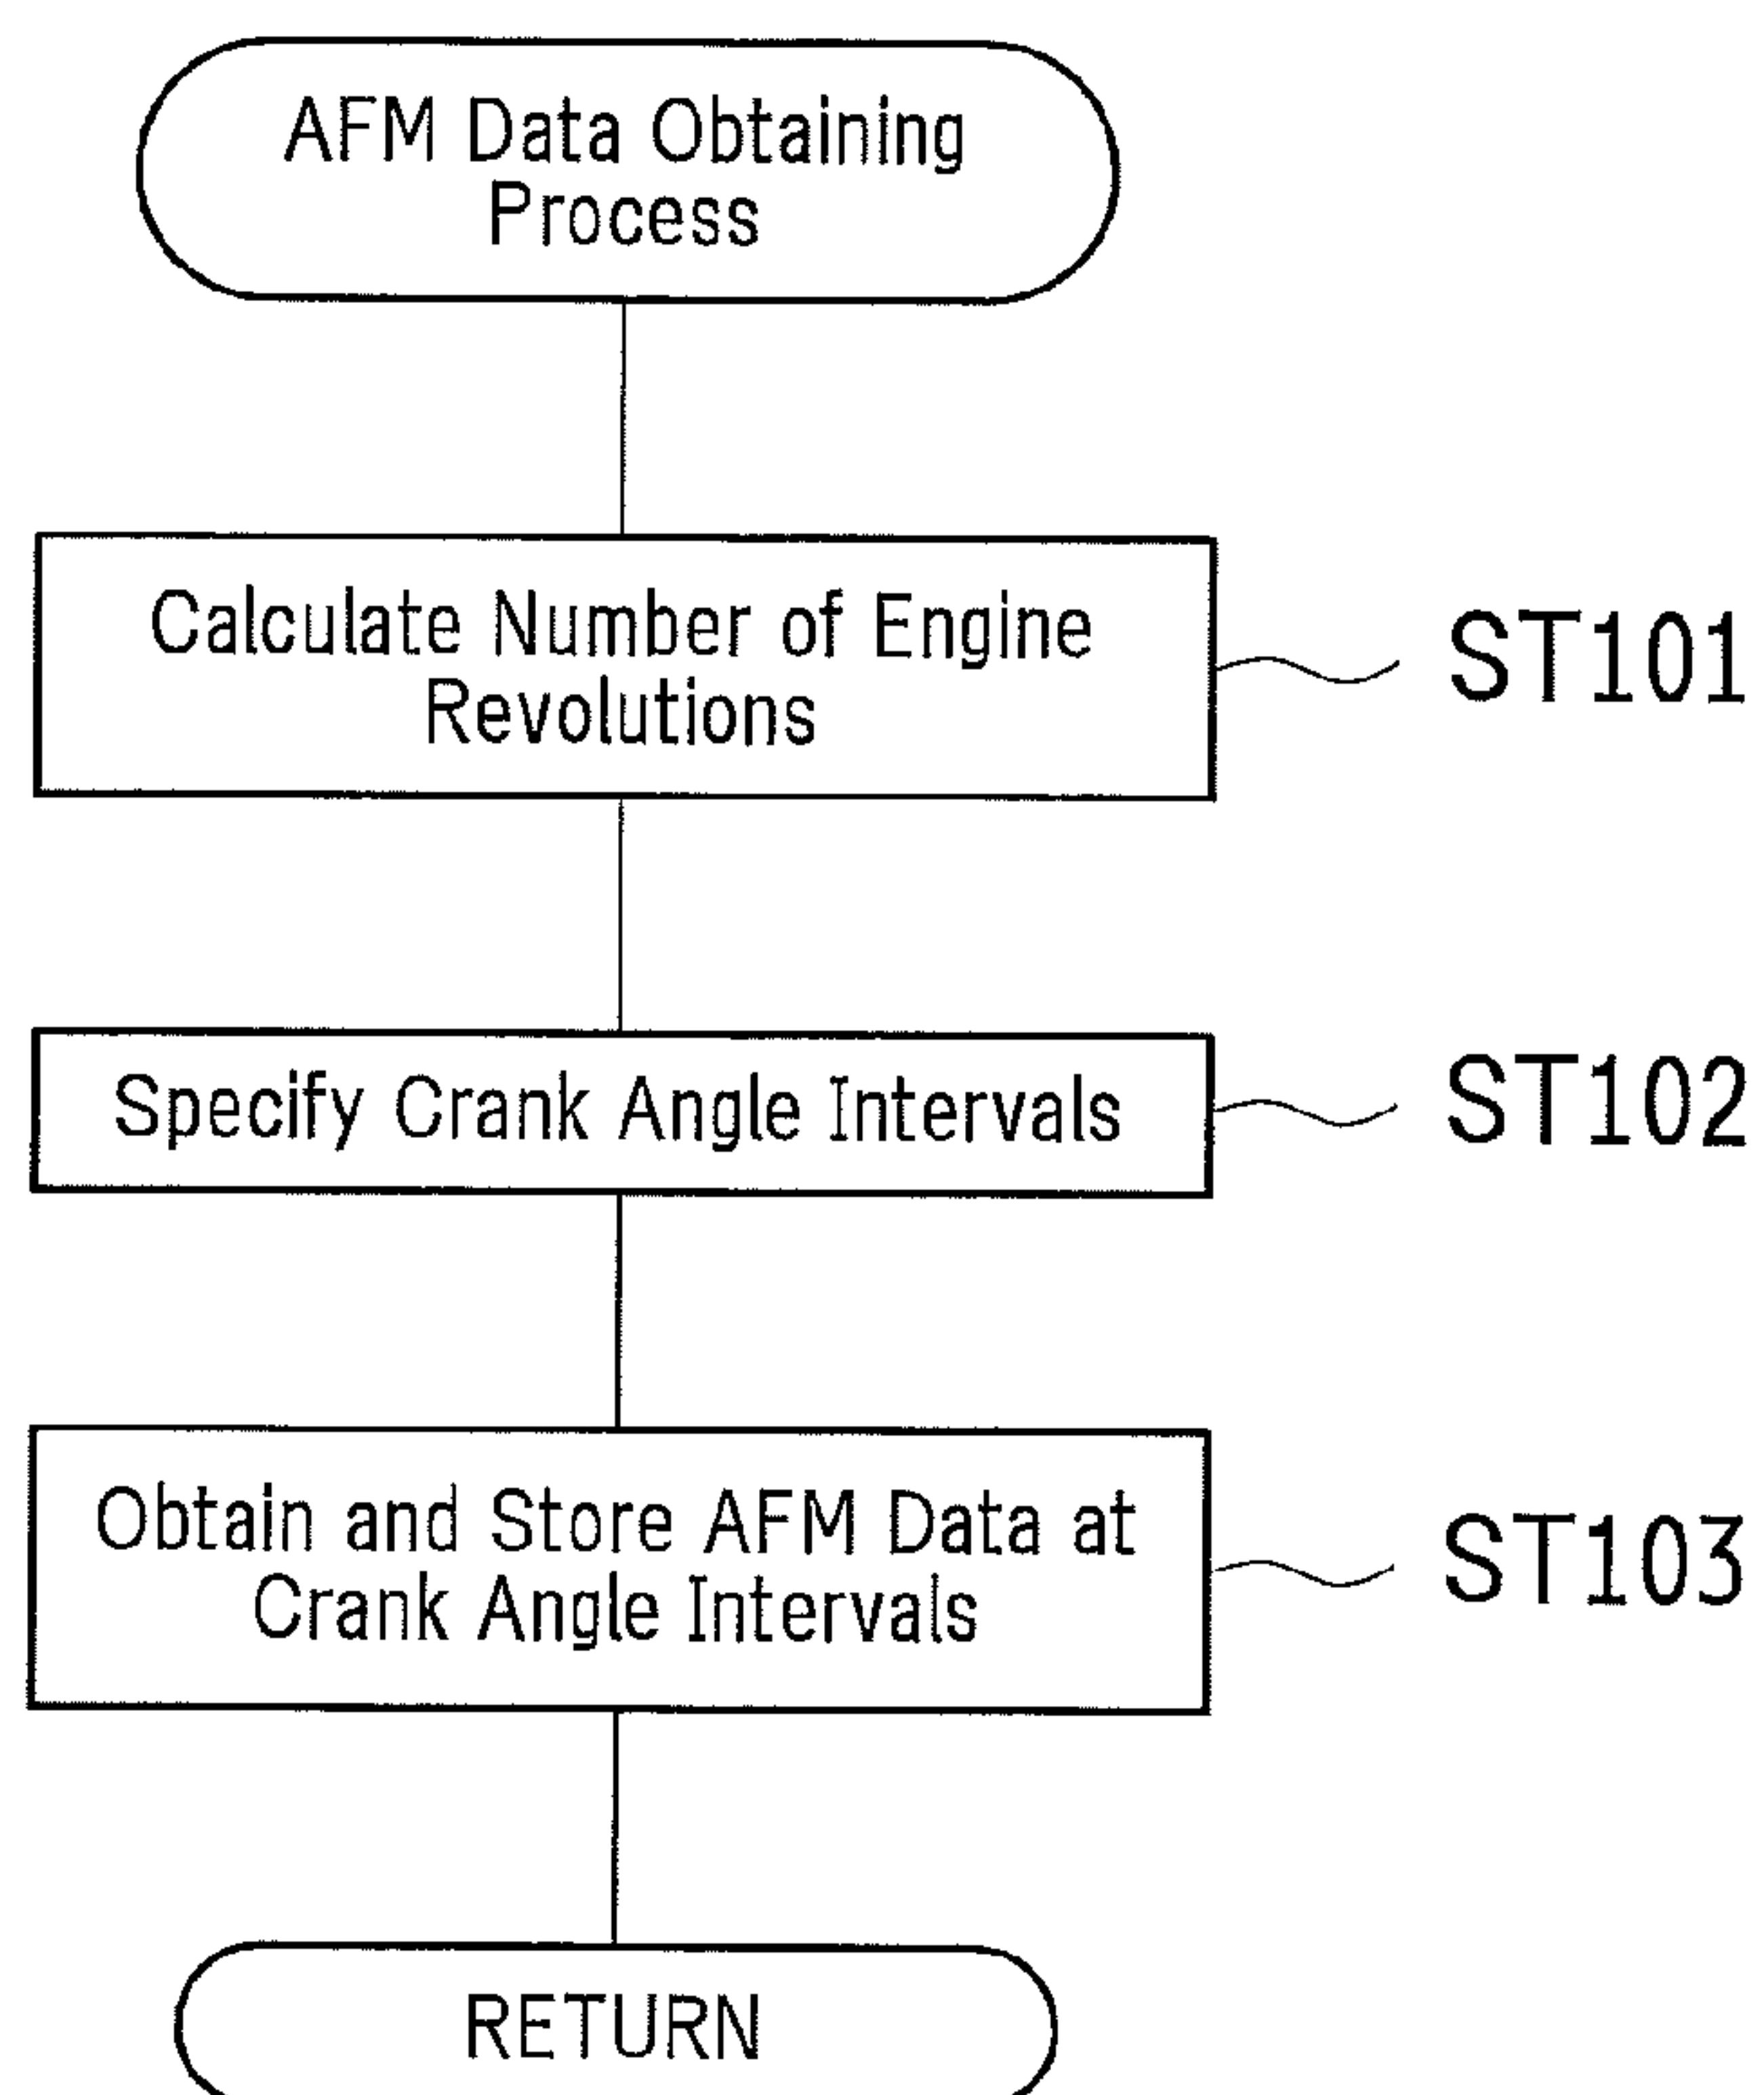 AFM Data Obtaining
Process
Calculate Number of Engine
Revolutions
ST101
Specify Crank Angle Intervals
ST102
Obtain and Store AFM Data at
Crank Angle Intervals
ST103
RETURN